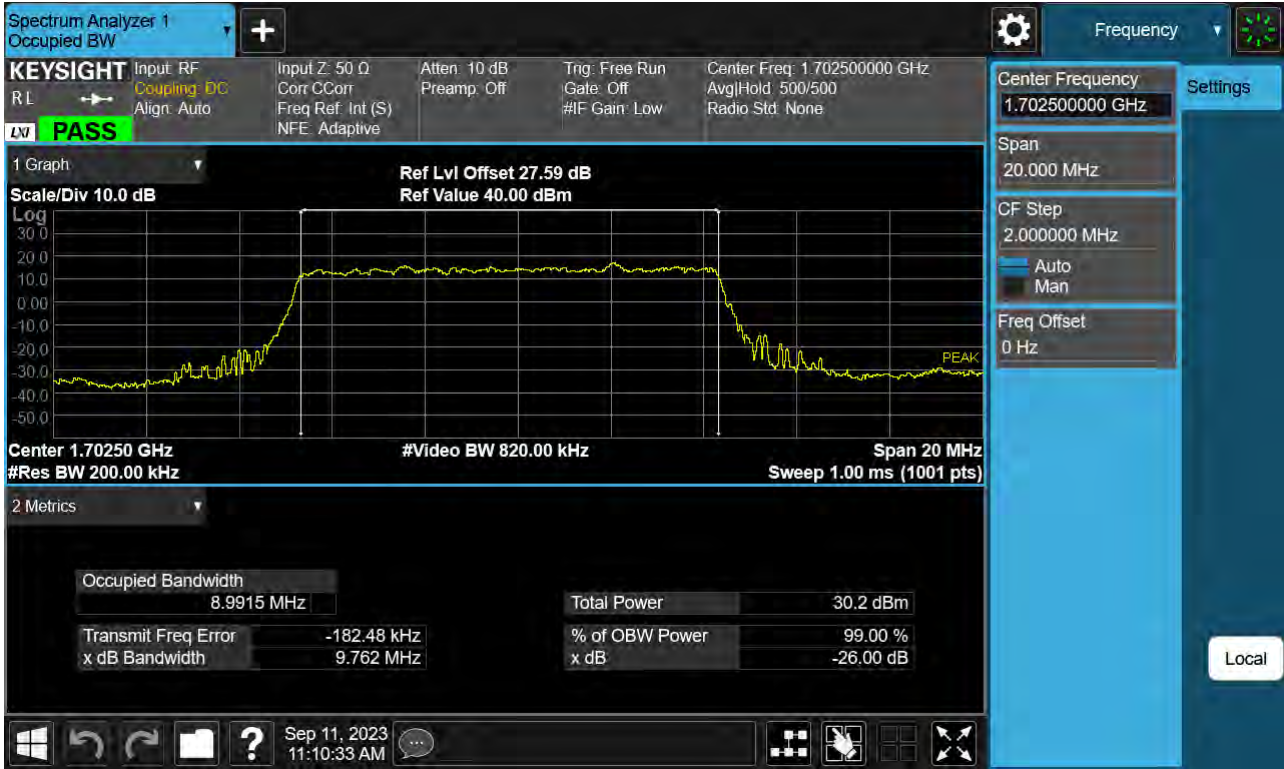 Spectrum Analyzer 1
Occupied BW
+
Frequency
KEYSIGHT
RL
LXI
PASS
Input: RF
Coupling: DC
Align: Auto
Input Z: 50 Ω
Corr CCorr
Freq Ref: Int (S)
NFE: Adaptive
Atten: 10 dB
Preamp: Off
Trig: Free Run
Gate: Off
#IF Gain: Low
Center Freq: 1.702500000 GHz
Avg|Hold: 500/500
Radio Std: None
1 Graph
Scale/Div 10.0 dB
Ref Lvl Offset 27.59 dB
Ref Value 40.00 dBm
Log
30.0
20.0
10.0
0.00
-10.0
-20.0
-30.0
-40.0
-50.0
PEAK
Center 1.70250 GHz
#Video BW 820.00 kHz
Span 20 MHz
#Res BW 200.00 kHz
Sweep 1.00 ms (1001 pts)
2 Metrics
Occupied Bandwidth
8.9915 MHz
Transmit Freq Error -182.48 kHz
x dB Bandwidth 9.762 MHz
Total Power 30.2 dBm
% of OBW Power 99.00 %
x dB -26.00 dB
Center Frequency
1.702500000 GHz
Settings
Span
20.000 MHz
CF Step
2.000000 MHz
Auto
Man
Freq Offset
0 Hz
Local
?
Sep 11, 2023
11:10:33 AM